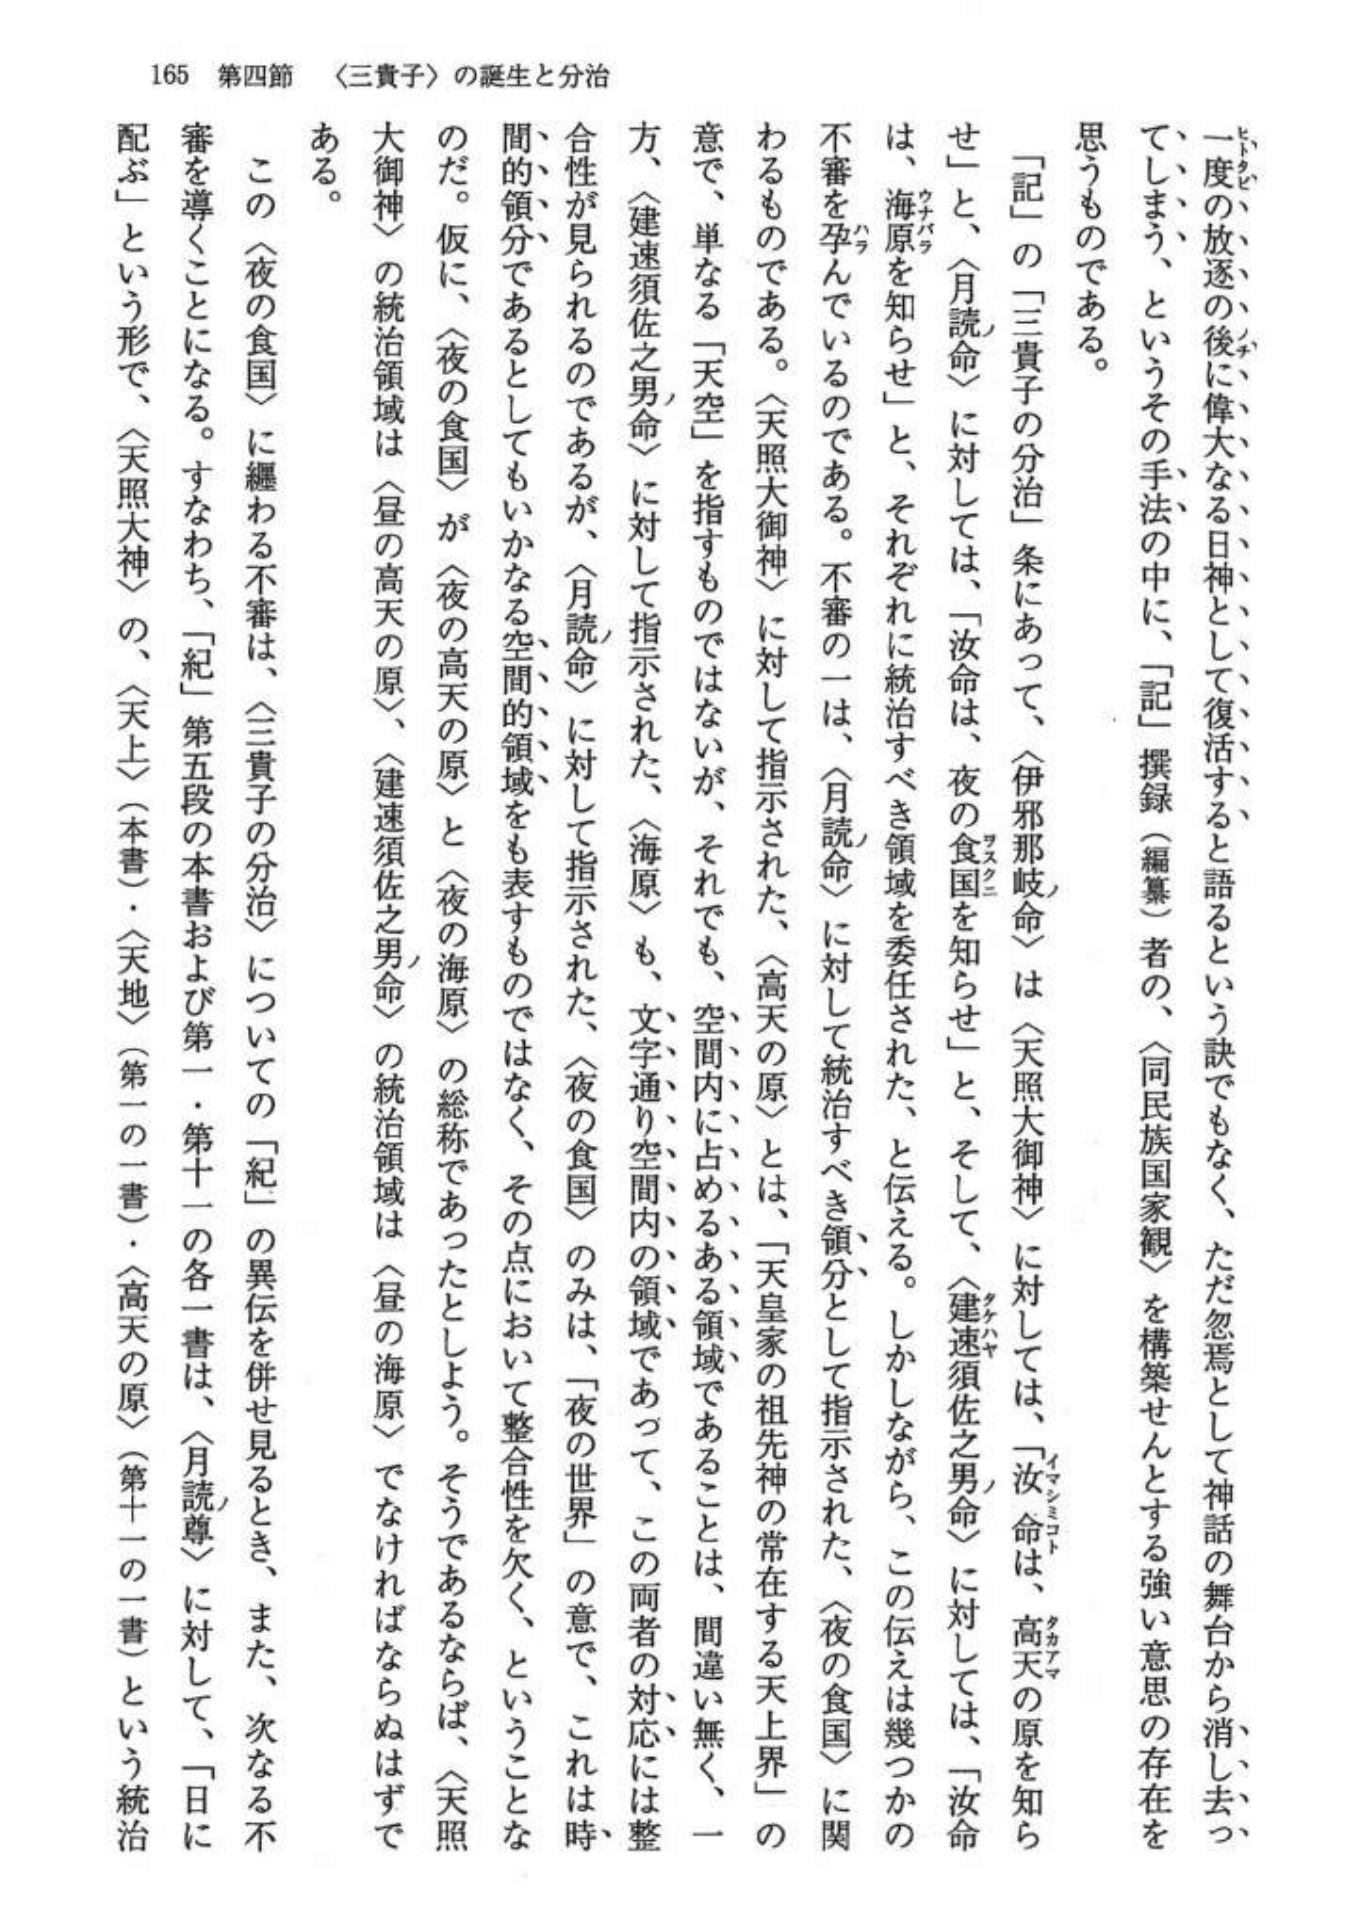 165 第四節 〈三貴子〉の誕生と分治
一度の放逐の後に偉大なる日神として復活すると語るという訣でもなく、ただ忽焉として神話の舞台から消し去っ
てしまう、というその手法の中に、「記」撰録（編纂）者の、〈同民族国家観〉を構築せんとする強い意思の存在を
思うものである。
「記」の「三貴子の分治」条にあって、〈伊邪那岐ノ命〉は〈天照大御神〉に対しては、「汝命は、高天の原を知ら
せ」と、〈月読ノ命〉に対しては、「汝命は、夜の食国を知らせ」と、そして、〈建速須佐之男ノ命〉に対しては、「汝命
は、海原を知らせ」と、それぞれに統治すべき領域を委任された、と伝える。しかしながら、この伝えは幾つかの
不審を孕んでいるのである。不審の一は、〈月読ノ命〉に対して統治すべき領分として指示された、〈夜の食国〉に関
わるものである。〈天照大御神〉に対して指示された、〈高天の原〉とは、「天皇家の祖先神の常在する天上界」の
意で、単なる「天空」を指すものではないが、それでも、空間内に占めるある領域であることは、間違い無く、一
方、〈建速須佐之男ノ命〉に対して指示された、〈海原〉も、文字通り空間内の領域であって、この両者の対応には整
合性が見られるのであるが、〈月読ノ命〉に対して指示された、〈夜の食国〉のみは、「夜の世界」の意で、これは時
間的領分であるとしてもいかなる空間的領域をも表すものではなく、その点において整合性を欠く、ということな
のだ。仮に、〈夜の食国〉が〈夜の高天の原〉と〈夜の海原〉の総称であったとしよう。そうであるならば、〈天照
大御神〉の統治領域は〈昼の高天の原〉、〈建速須佐之男ノ命〉の統治領域は〈昼の海原〉でなければならぬはずで
ある。
この〈夜の食国〉に纒わる不審は、〈三貴子の分治〉についての「紀」の異伝を併せ見るとき、また、次なる不
審を導くことになる。すなわち、「紀」第五段の本書および第一・第十一の各一書は、〈月読ノ尊〉に対して、「日に
配ぶ」という形で、〈天照大神〉の、〈天上〉（本書）・〈天地〉（第一の一書）・〈高天の原〉（第十一の一書）という統治